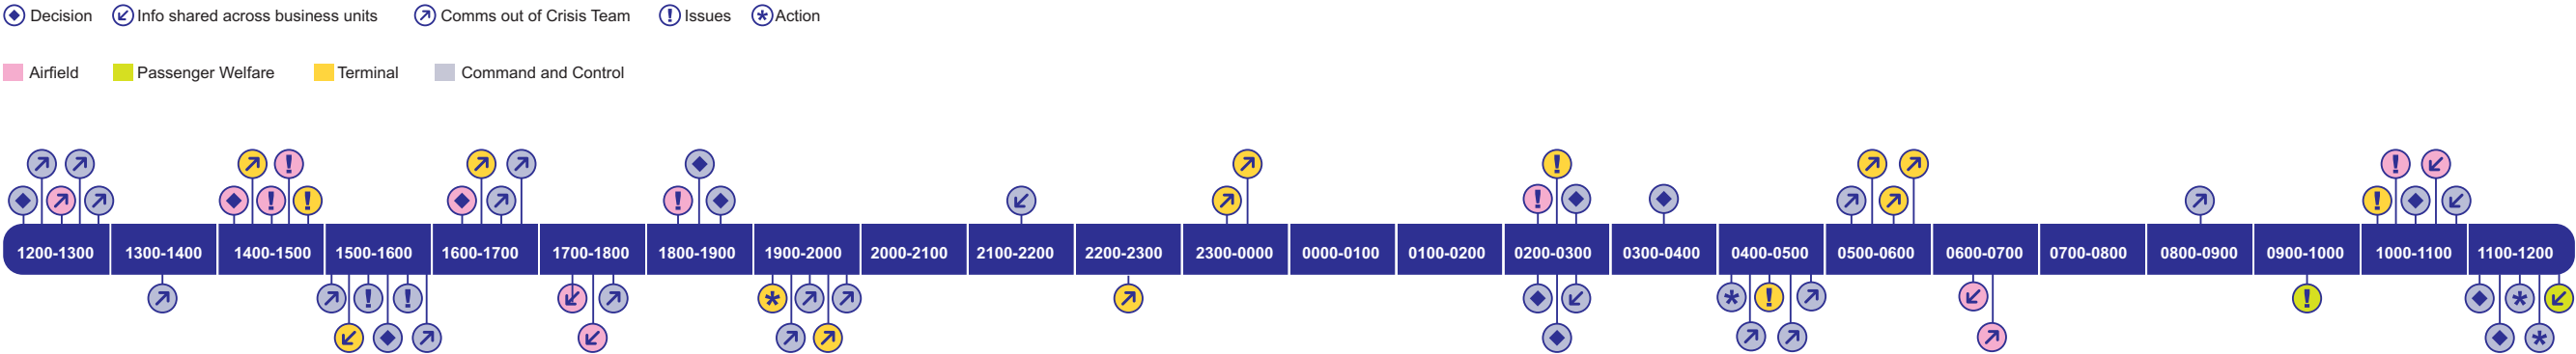 Decision Info shared across business units Comms out of Crisis Team Issues Action
Airfield Passenger Welfare Terminal Command and Control
1200-1300 1300-1400 1400-1500 1500-1600 1600-1700 1700-1800 1800-1900 1900-2000 2000-2100 2100-2200 2200-2300 2300-0000 0000-0100 0100-0200 0200-0300 0300-0400 0400-0500 0500-0600 0600-0700 0700-0800 0800-0900 0900-1000 1000-1100 1100-1200